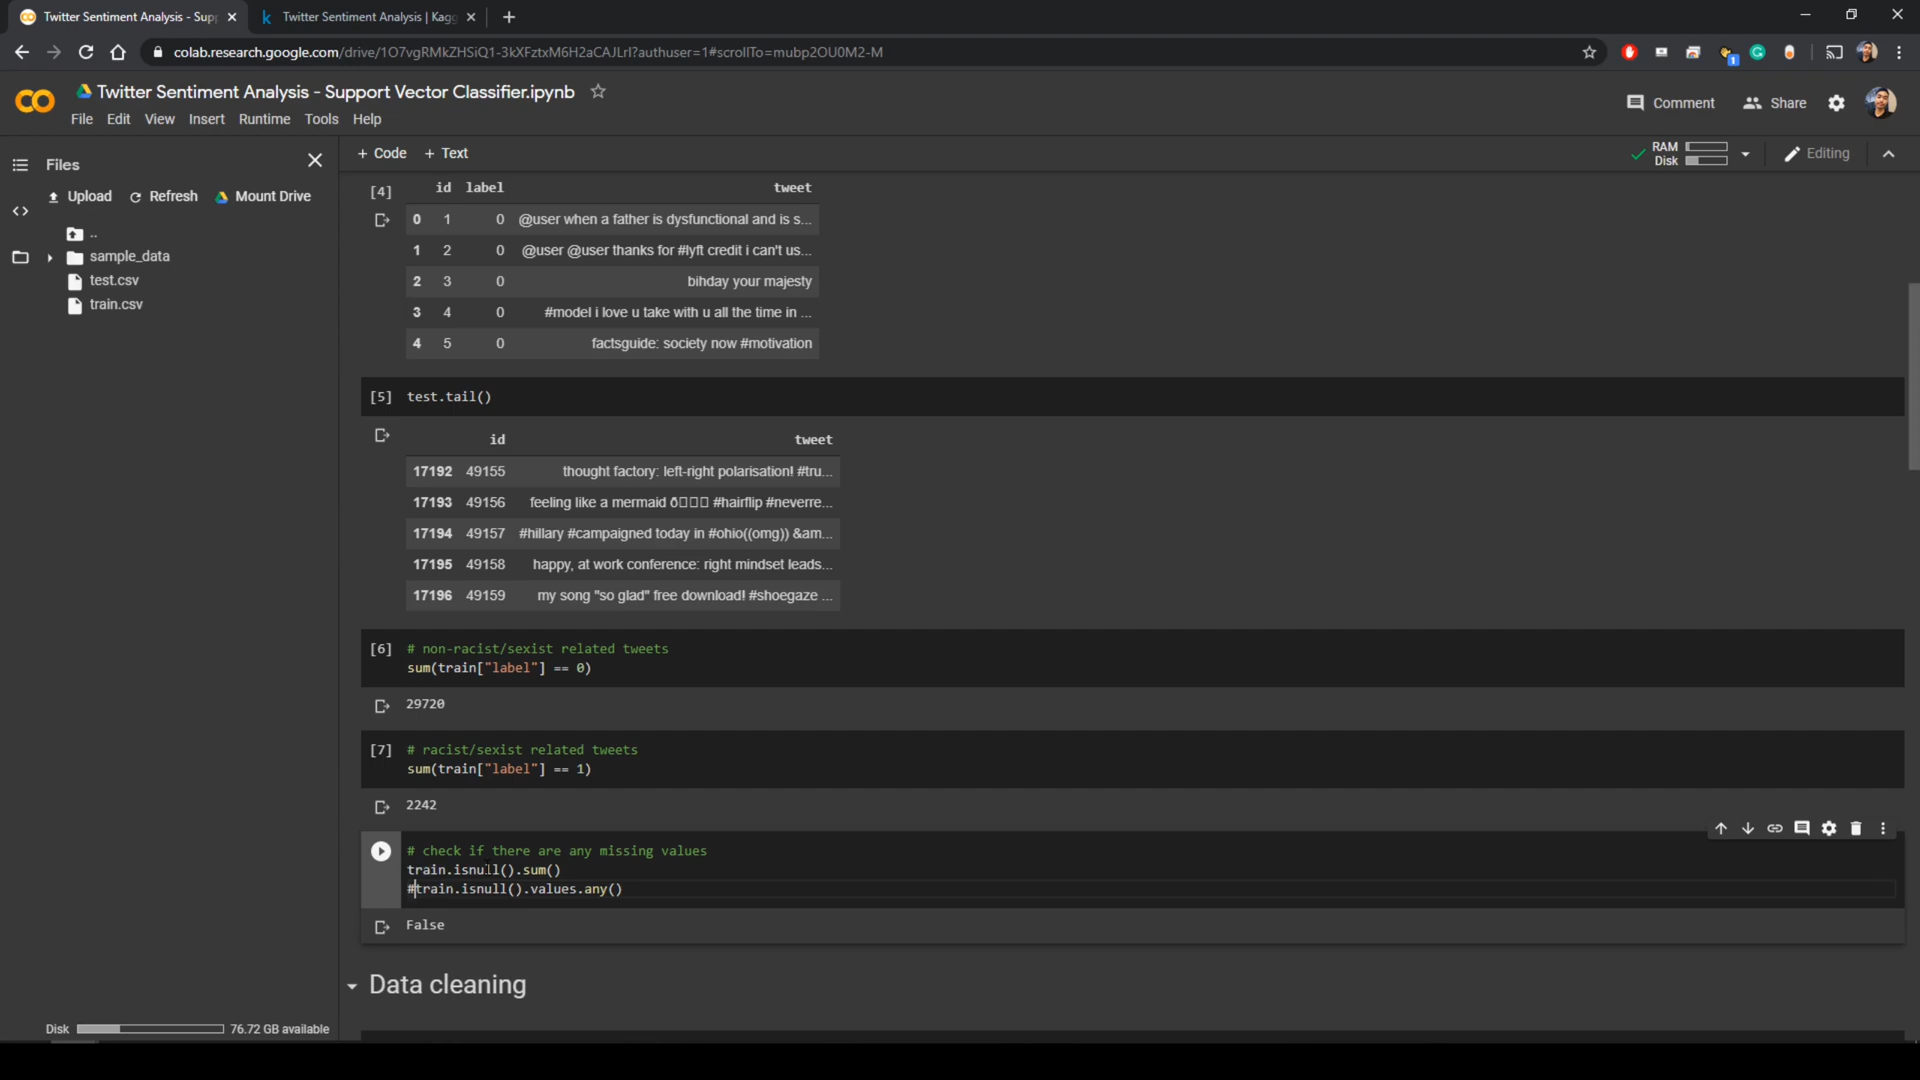 Twitter Sentiment Analysis - Supp
Twitter Sentiment Analysis | Kagg
colab.research.google.com/drive/1O7vgRMkZHSiQ1-3kXFztxM6H2aCAJLrI?authuser=1#scrollTo=mubp2OU0M2-M
1
Twitter Sentiment Analysis - Support Vector Classifier.ipynb
Comment
Share
File Edit View Insert Runtime Tools Help
Files
+ Code + Text
RAM
Disk
Editing
Upload Refresh Mount Drive
..
sample_data
test.csv
train.csv
[4] id label tweet
0 1 0 @user when a father is dysfunctional and is s...
1 2 0 @user @user thanks for #lyft credit i can't us...
2 3 0 bihday your majesty
3 4 0 #model i love u take with u all the time in ...
4 5 0 factsguide: society now #motivation
[5] test.tail()
id tweet
17192 49155 thought factory: left-right polarisation! #tru...
17193 49156 feeling like a mermaid ð□□□ #hairflip #neverre...
17194 49157 #hillary #campaigned today in #ohio((omg)) &am...
17195 49158 happy, at work conference: right mindset leads...
17196 49159 my song "so glad" free download! #shoegaze ...
[6] # non-racist/sexist related tweets
sum(train["label"] == 0)
29720
[7] # racist/sexist related tweets
sum(train["label"] == 1)
2242
# check if there are any missing values
train.isnull().sum()
#train.isnull().values.any()
False
Data cleaning
Disk 76.72 GB available